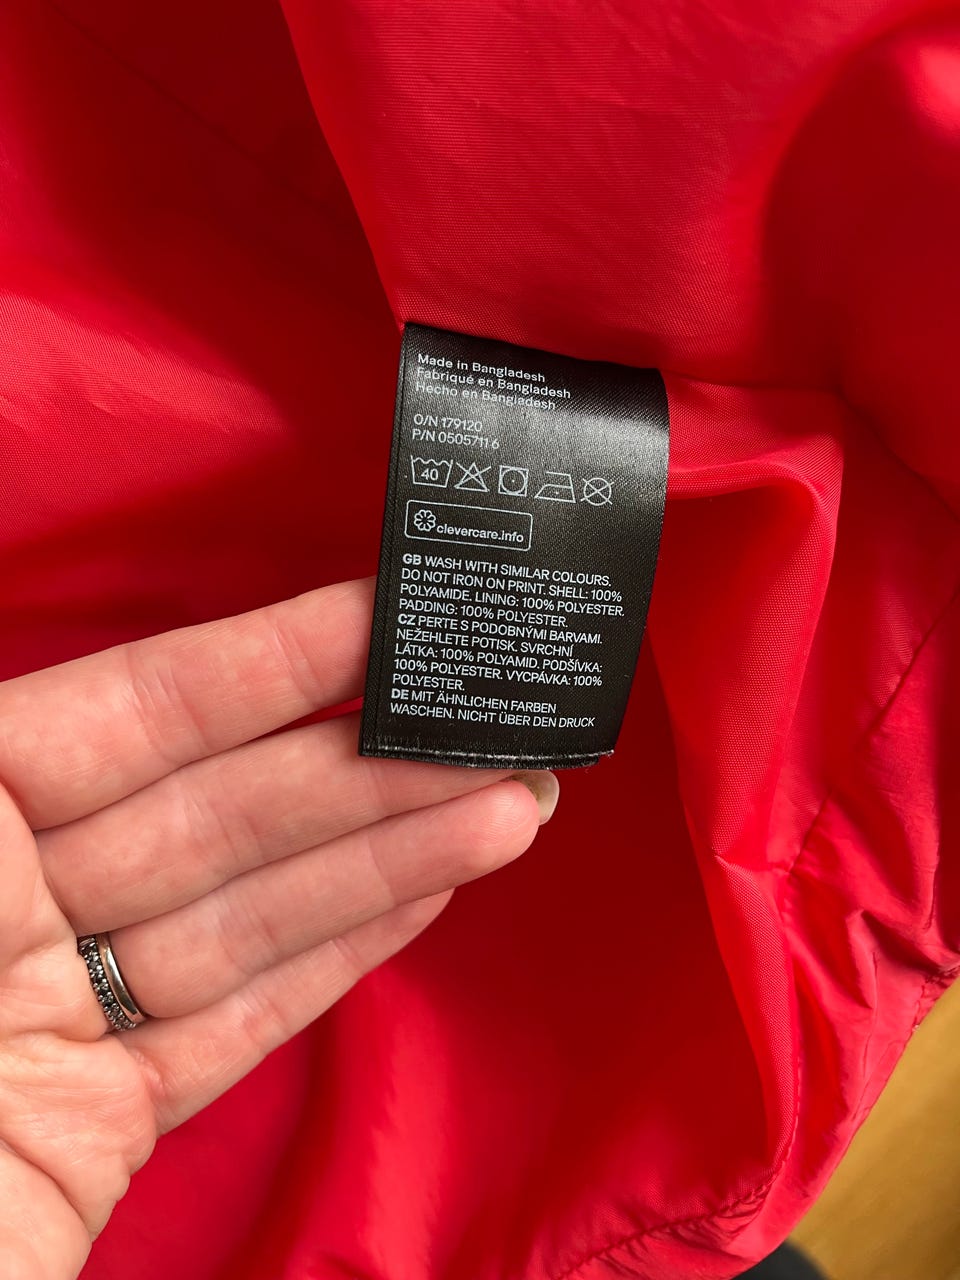 Made in Bangladesh
Fabriqué en Bangladesh
Hecho en Bangladesh
O/N 179120
P/N 0505711 6
40
clevercare.info
GB WASH WITH SIMILAR COLOURS.
DO NOT IRON ON PRINT. SHELL: 100%
POLYAMIDE. LINING: 100% POLYESTER.
PADDING: 100% POLYESTER.
CZ PERTE S PODOBNÝMI BARVAMI.
NEŽEHLETE POTISK. SVRCHNÍ
LÁTKA: 100% POLYAMID. PODŠÍVKA:
100% POLYESTER. VYCPÁVKA: 100%
POLYESTER.
DE MIT ÄHNLICHEN FARBEN
WASCHEN. NICHT ÜBER DEN DRUCK